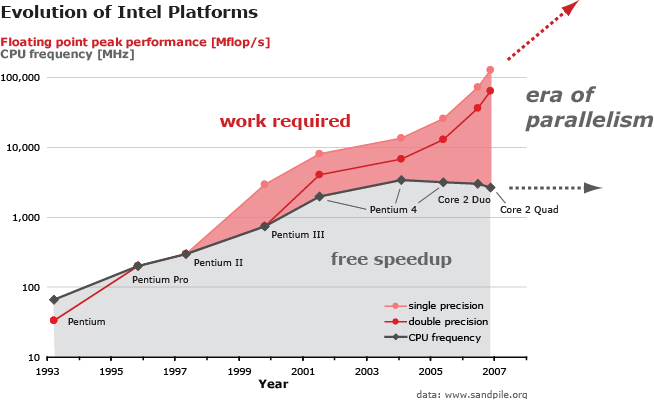 Evolution of Intel Platforms
Floating point peak performance [Mflop/s]
CPU frequency [MHz]
100,000
10,000
1,000
100
10
work required
era of
parallelism
free speedup
Pentium
Pentium Pro
Pentium II
Pentium III
Pentium 4
Core 2 Duo
Core 2 Quad
single precision
double precision
CPU frequency
1993
1995
1997
1999
2001
2003
2005
2007
Year
data: www.sandpile.org